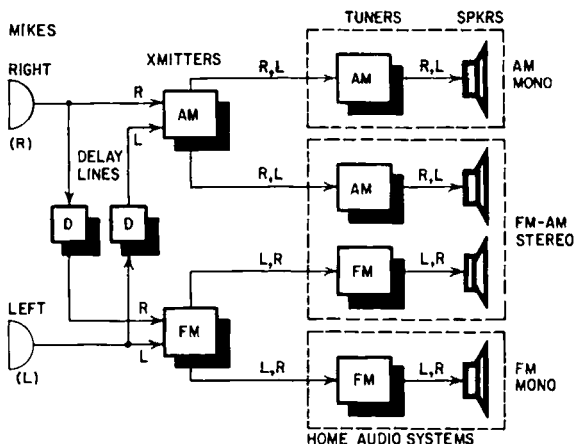 MIKES
XMITTERS
TUNERS
SPKRS
RIGHT
(R)
R
L
AM
R,L
AM
R,L
AM
MONO
DELAY
LINES
D
D
R,L
AM
R,L
FM-AM
STEREO
L,R
FM
L,R
LEFT
(L)
R
L
FM
L,R
FM
L,R
FM
MONO
HOME AUDIO SYSTEMS